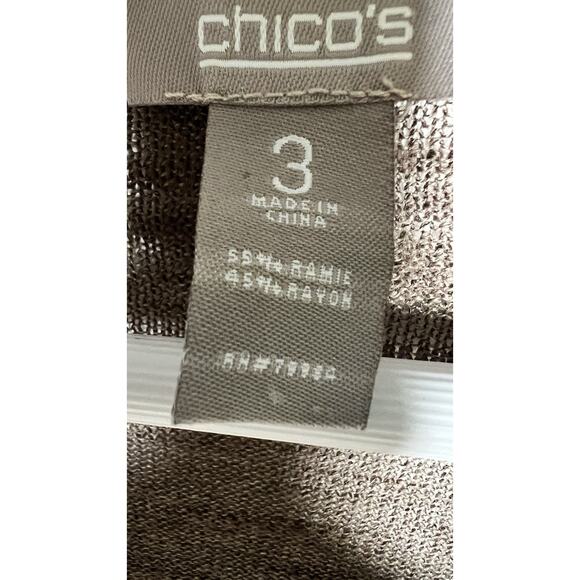 chico's
3
MADE IN
CHINA
55% RAMIE
45% RAYON